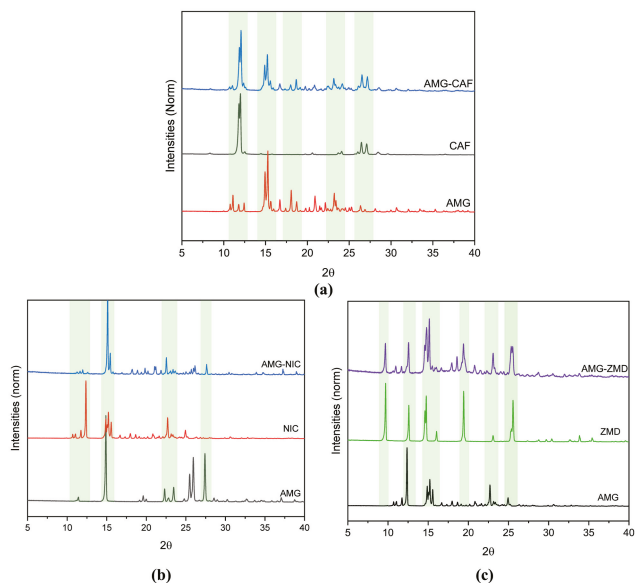 Intensities (Norm)
AMG-CAF
CAF
AMG
5 10 15 20 25 30 35 40
2θ
(a)
Intensities (norm)
AMG-NIC
NIC
AMG
5 10 15 20 25 30 35 40
2θ
(b)
Intensities (norm)
AMG-ZMD
ZMD
AMG
5 10 15 20 25 30 35 40
2θ
(c)